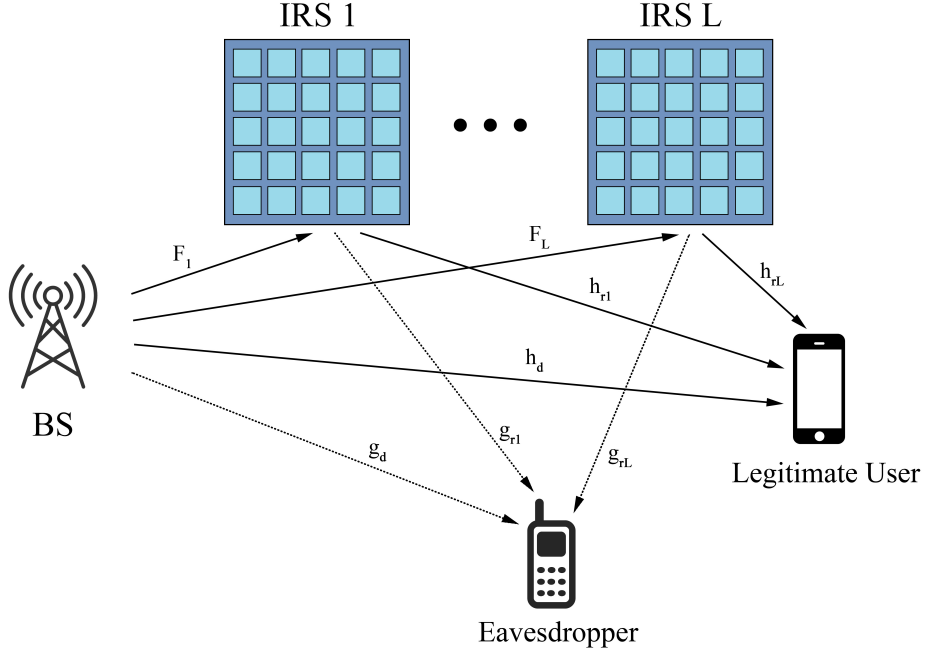 IRS 1
IRS L
F1
FL
hr1
hrL
hd
BS
gd
gr1
grL
Legitimate User
Eavesdropper